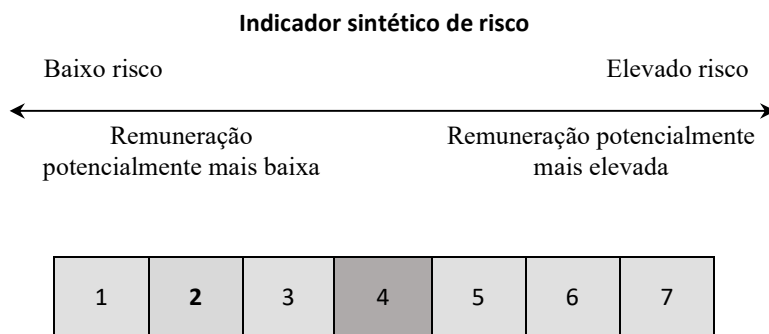 Indicador sintético de risco
Baixo risco
Elevado risco
Remuneração
potencialmente mais baixa
Remuneração potencialmente
mais elevada
1 2 3 4 5 6 7